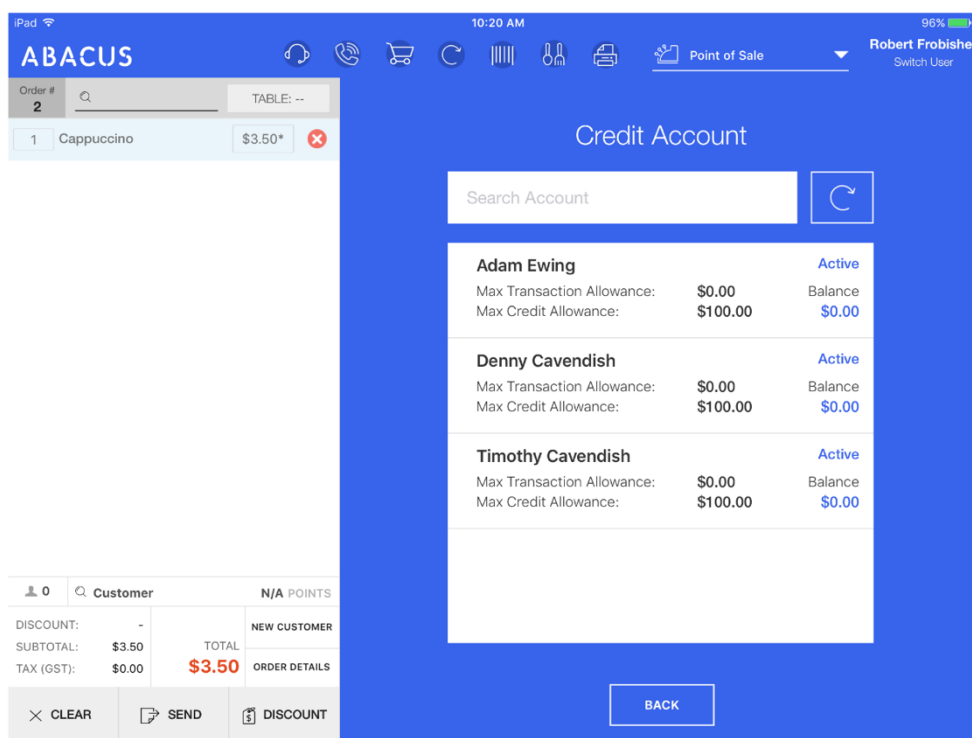 iPad 10:20 AM 96%
ABACUS
Point of Sale
Robert Frobishe
Switch User
Order #
2
TABLE: --
1 Cappuccino $3.50*
Credit Account
Search Account
Adam Ewing Active
Max Transaction Allowance: $0.00 Balance
Max Credit Allowance: $100.00 $0.00
Denny Cavendish Active
Max Transaction Allowance: $0.00 Balance
Max Credit Allowance: $100.00 $0.00
Timothy Cavendish Active
Max Transaction Allowance: $0.00 Balance
Max Credit Allowance: $100.00 $0.00
0 Customer N/A POINTS
DISCOUNT: -
SUBTOTAL: $3.50
TAX (GST): $0.00
TOTAL
$3.50
NEW CUSTOMER
ORDER DETAILS
CLEAR SEND DISCOUNT
BACK